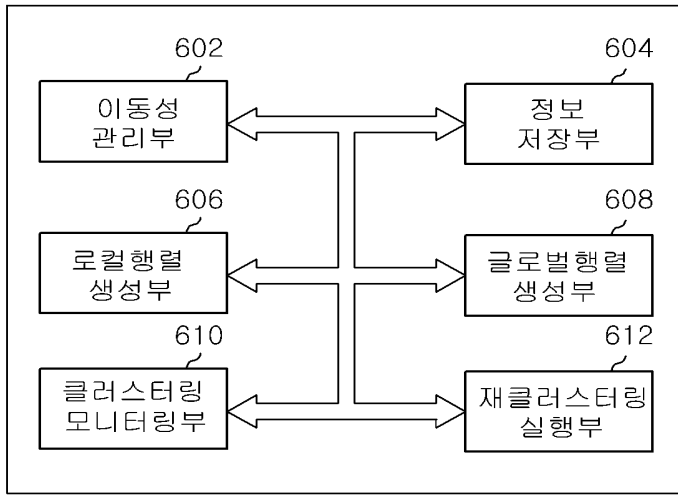 602
이동성
관리부
604
정보
저장부
606
로컬행렬
생성부
608
글로벌행렬
생성부
610
클러스터링
모니터링부
612
재클러스터링
실행부